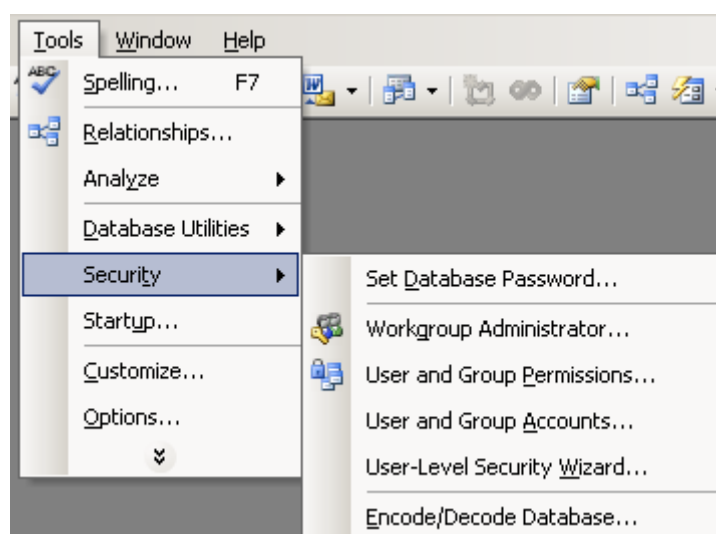 Tools Window Help
ABC Spelling... F7
Relationships...
Analyze
Database Utilities
Security
Startup...
Customize...
Options...
Set Database Password...
Workgroup Administrator...
User and Group Permissions...
User and Group Accounts...
User-Level Security Wizard...
Encode/Decode Database...